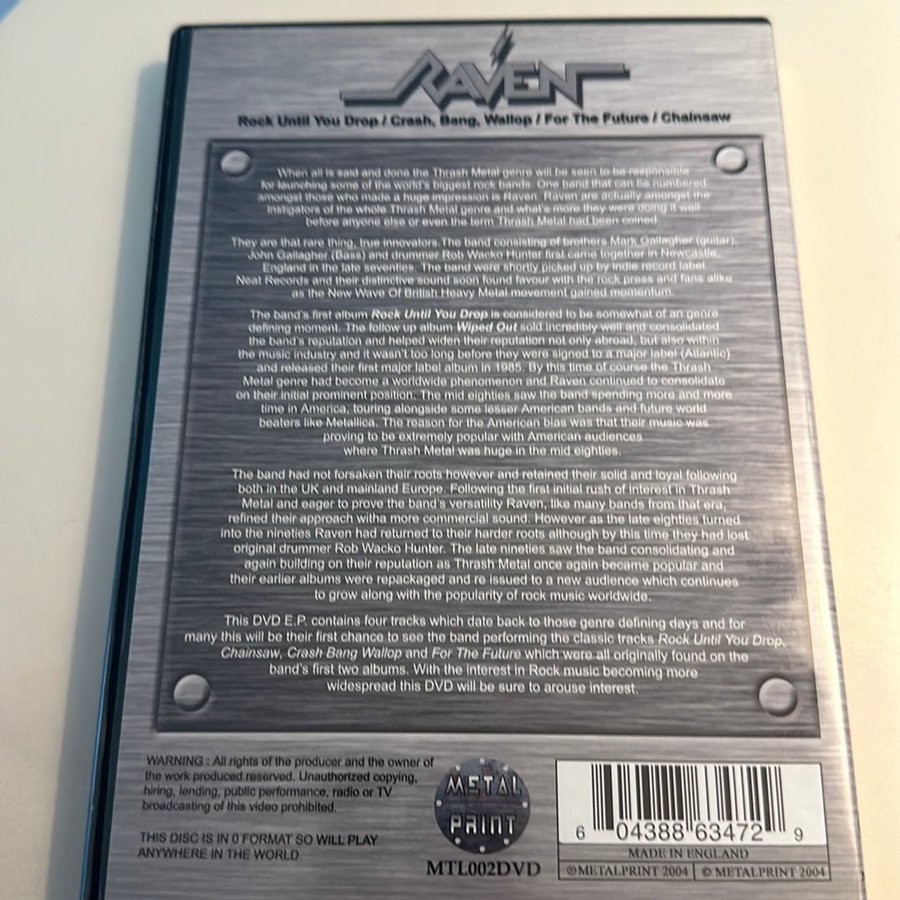 RAVEN
Rock Until You Drop / Crash, Bang, Wallop / For The Future / Chainsaw
When all is said and done the Thrash Metal genre will be seen to be responsible
for launching some of the world's biggest rock bands. One band that can be numbered
amongst those who made a huge impression is Raven. Raven are actually amongst the
instigators of the whole Thrash Metal genre and what's more they were doing it well
before anyone else or even the term Thrash Metal had been coined.
They are that rare thing, true innovators.The band consisting of brothers Mark Gallagher (guitar),
John Gallagher (Bass) and drummer Rob Wacko Hunter first came together in Newcastle,
England in the late seventies. The band were shortly picked up by indie record label
Neat Records and their distinctive sound soon found favour with the rock press and fans alike
as the New Wave Of British Heavy Metal movement gained momentum.
The band's first album Rock Until You Drop is considered to be somewhat of an genre
defining moment. The follow up album Wiped Out sold incredibly well and consolidated
the band's reputation and helped widen their reputation not only abroad, but also within
the music industry and it wasn't too long before they were signed to a major label (Atlantic)
and released their first major label album in 1985. By this time of course the Thrash
Metal genre had become a worldwide phenomenon and Raven continued to consolidate
on their initial prominent position. The mid eighties saw the band spending more and more
time in America, touring alongside some lesser American bands and future world
beaters like Metallica. The reason for the American bias was that their music was
proving to be extremely popular with American audiences
where Thrash Metal was huge in the mid eighties.
The band had not forsaken their roots however and retained their solid and loyal following
both in the UK and mainland Europe. Following the first initial rush of interest in Thrash
Metal and eager to prove the band's versatility Raven, like many bands from that era,
refined their approach witha more commercial sound. However as the late eighties turned
into the nineties Raven had returned to their harder roots although by this time they had lost
original drummer Rob Wacko Hunter. The late nineties saw the band consolidating and
again building on their reputation as Thrash Metal once again became popular and
their earlier albums were repackaged and re issued to a new audience which continues
to grow along with the popularity of rock music worldwide.
This DVD E.P. contains four tracks which date back to those genre defining days and for
many this will be their first chance to see the band performing the classic tracks Rock Until You Drop,
Chainsaw, Crash Bang Wallop and For The Future which were all originally found on the
band's first two albums. With the interest in Rock music becoming more
widespread this DVD will be sure to arouse interest.
WARNING : All rights of the producer and the owner of
the work produced reserved. Unauthorized copying,
hiring, lending, public performance, radio or TV
broadcasting of this video prohibited.
THIS DISC IS IN 0 FORMAT SO WILL PLAY
ANYWHERE IN THE WORLD
METAL
PRINT
MTL002DVD
6 04388 63472 9
MADE IN ENGLAND
℗METALPRINT 2004 © METALPRINT 2004